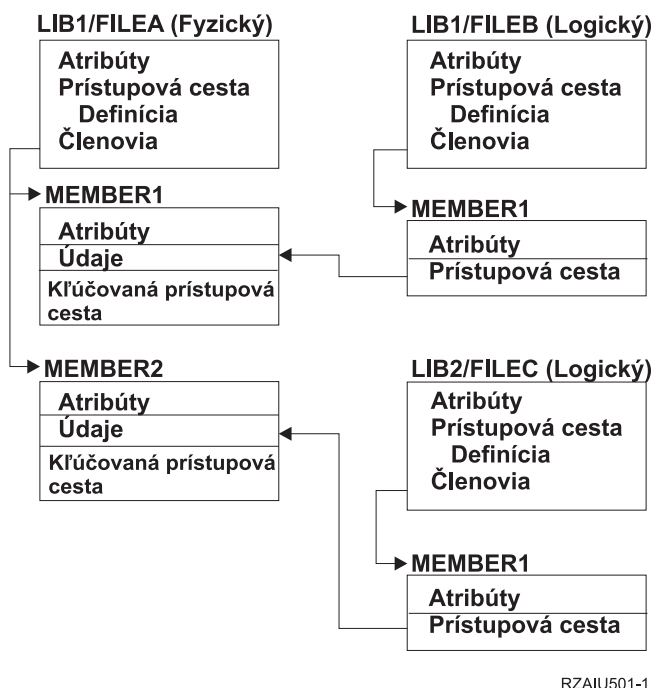 LIB1/FILEA (Fyzický)
Atribúty
Prístupová cesta
Definícia
Členovia
MEMBER1
Atribúty
Údaje
Kľúčovaná prístupová
cesta
MEMBER2
Atribúty
Údaje
Kľúčovaná prístupová
cesta
LIB1/FILEB (Logický)
Atribúty
Prístupová cesta
Definícia
Členovia
MEMBER1
Atribúty
Prístupová cesta
LIB2/FILEC (Logický)
Atribúty
Prístupová cesta
Definícia
Členovia
MEMBER1
Atribúty
Prístupová cesta
RZAIU501-1